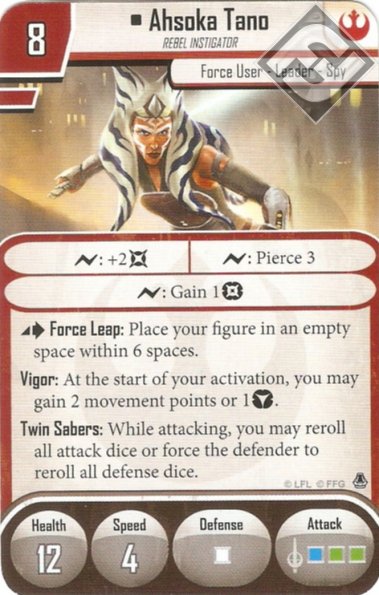 8
Ahsoka Tano
REBEL INSTIGATOR
Force User - Leader - Spy
: +2
: Pierce 3
: Gain 1
Force Leap: Place your figure in an empty
space within 6 spaces.
Vigor: At the start of your activation, you may
gain 2 movement points or 1 .
Twin Sabers: While attacking, you may reroll
all attack dice or force the defender to
reroll all defense dice.
© LFL © FFG
Health
Speed
Defense
Attack
12
4